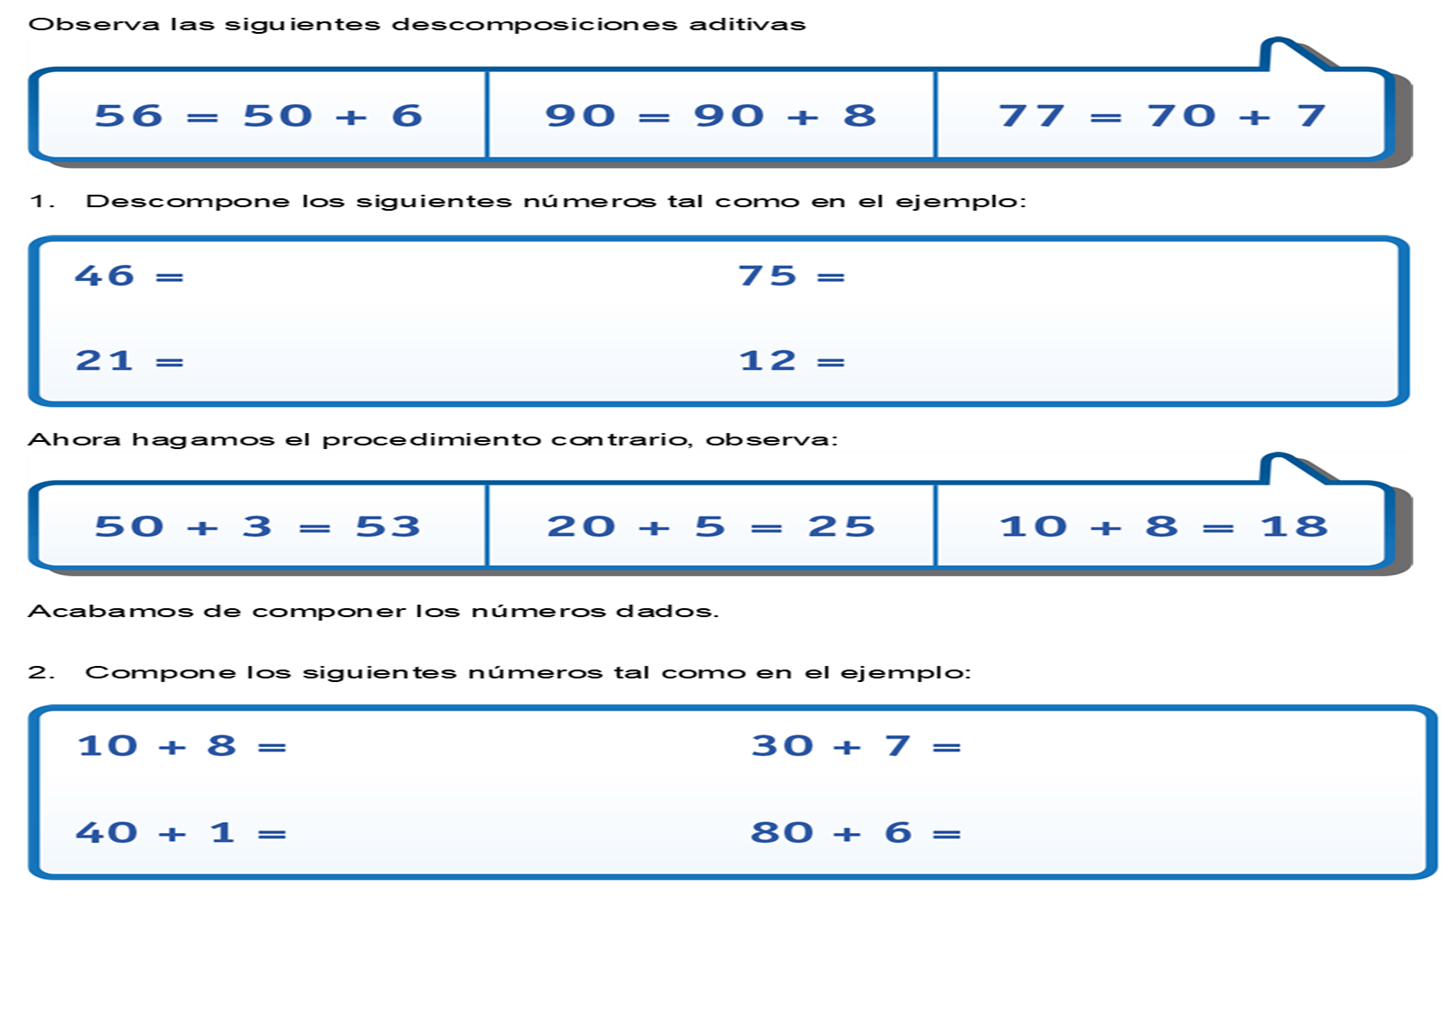 Observa las siguientes descomposiciones aditivas
56 = 50 + 6 90 = 90 + 8 77 = 70 + 7
1. Descompone los siguientes números tal como en el ejemplo:
46 = 75 =
21 = 12 =
Ahora hagamos el procedimiento contrario, observa:
50 + 3 = 53 20 + 5 = 25 10 + 8 = 18
Acabamos de componer los números dados.
2. Compone los siguientes números tal como en el ejemplo:
10 + 8 = 30 + 7 =
40 + 1 = 80 + 6 =